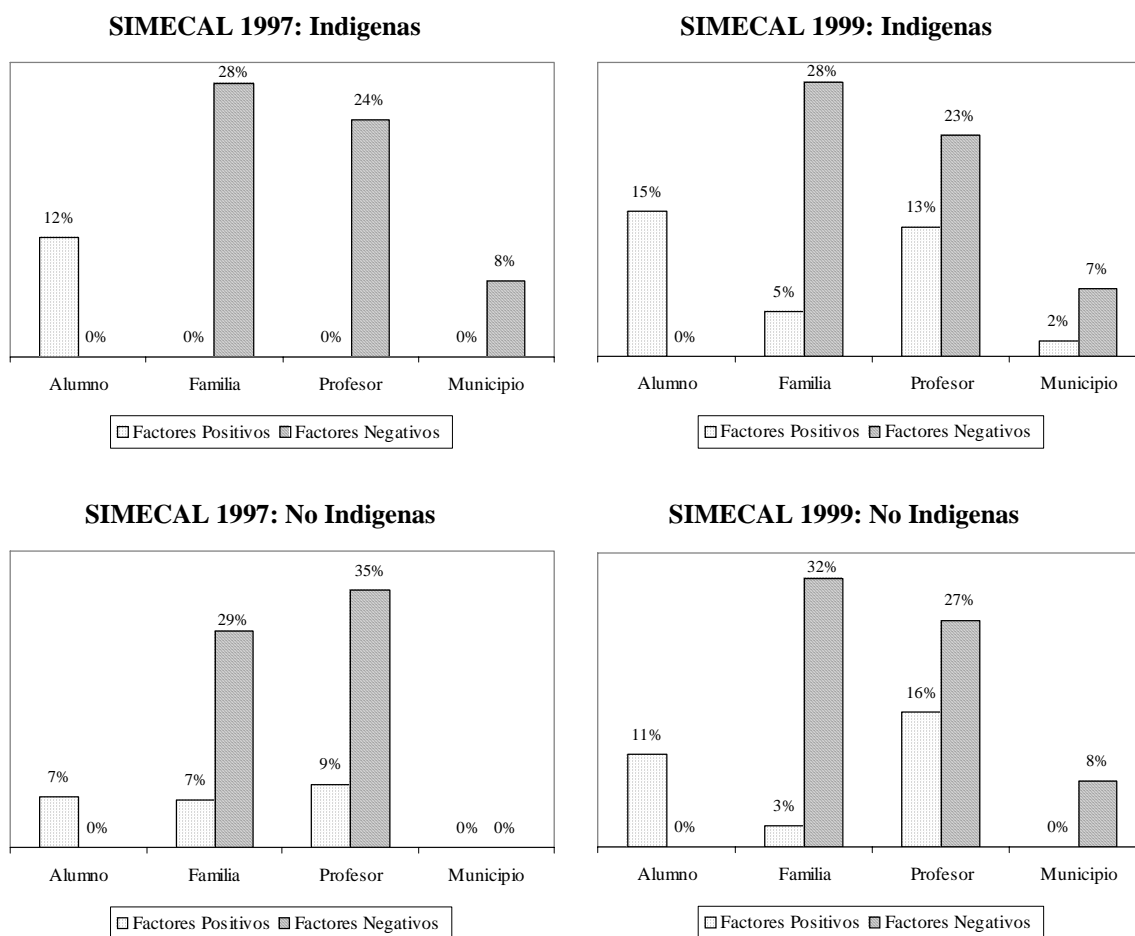 SIMECAL 1997: Indigenas
28%
24%
12%
8%
0% 0% 0% 0%
Alumno Familia Profesor Municipio
Factores Positivos Factores Negativos
SIMECAL 1999: Indigenas
28%
23%
15%
13%
7%
5%
2%
0%
Alumno Familia Profesor Municipio
Factores Positivos Factores Negativos
SIMECAL 1997: No Indigenas
35%
29%
9%
7% 7%
0% 0% 0%
Alumno Familia Profesor Municipio
Factores Positivos Factores Negativos
SIMECAL 1999: No Indigenas
32%
27%
16%
11%
8%
3%
0% 0%
Alumno Familia Profesor Municipio
Factores Positivos Factores Negativos